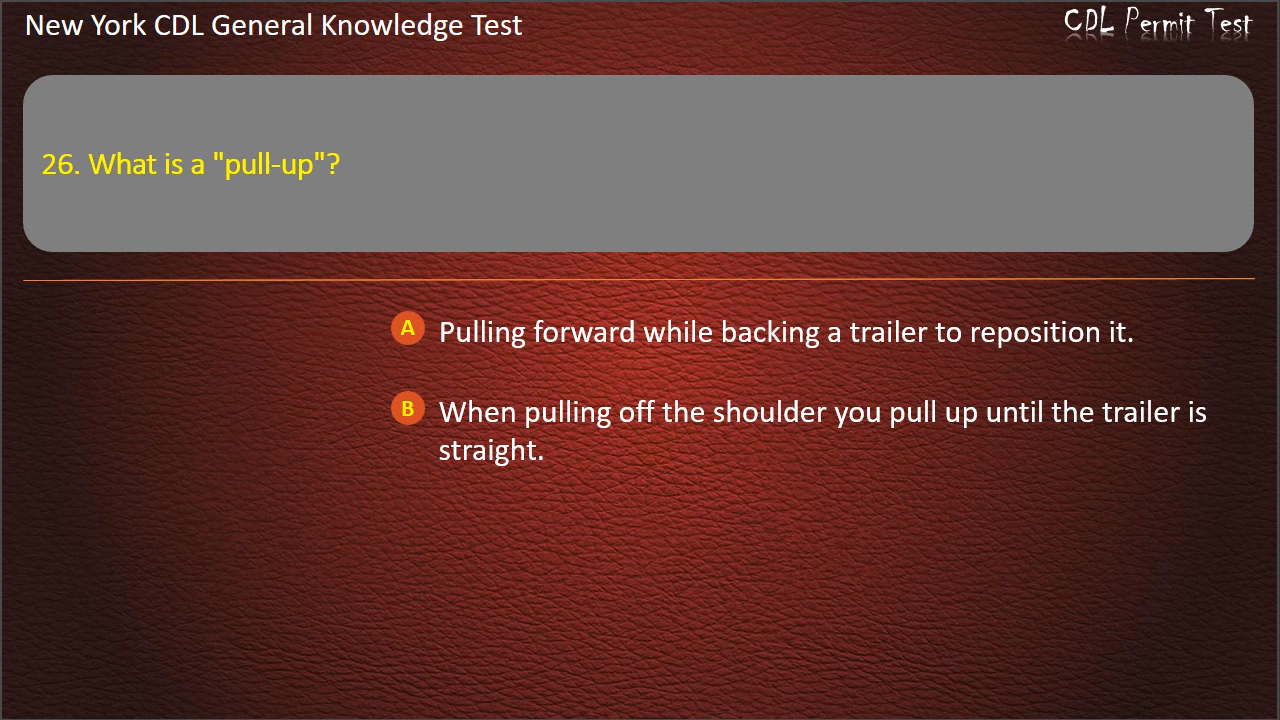 New York CDL General Knowledge Test
CDL Permit Test
26. What is a "pull-up"?
A Pulling forward while backing a trailer to reposition it.
B When pulling off the shoulder you pull up until the trailer is
straight.